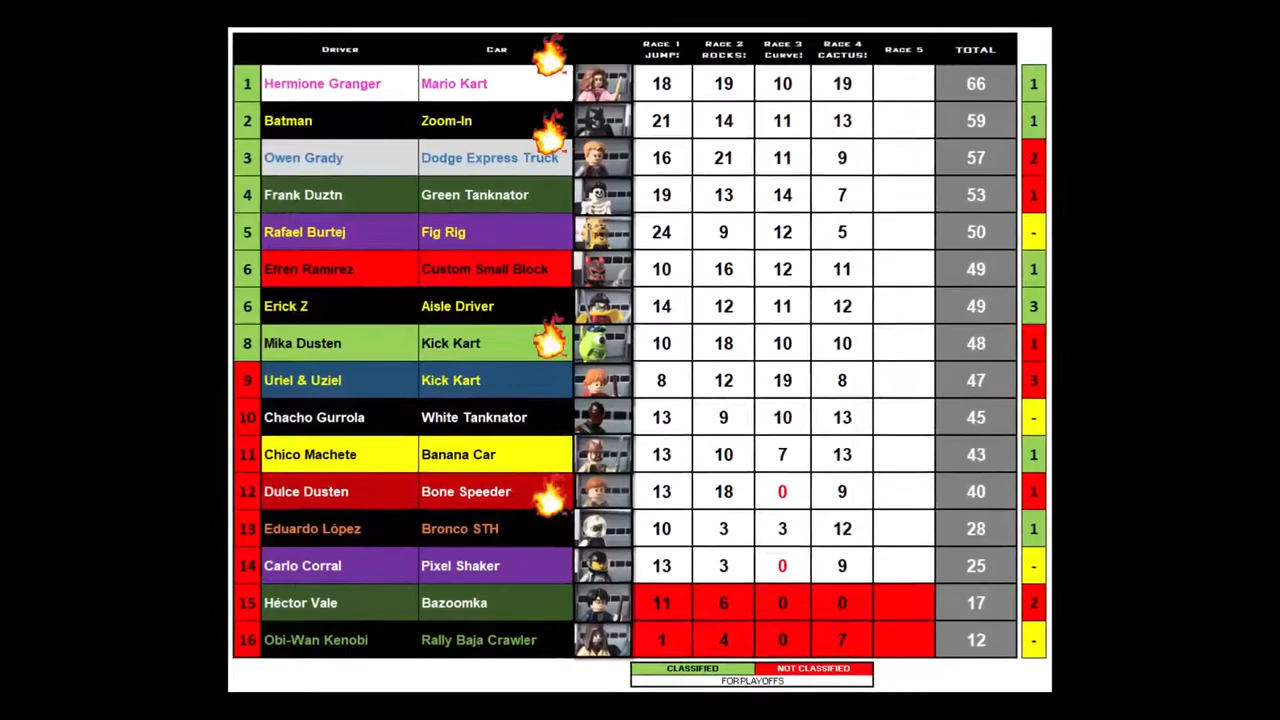 DRIVER CAR RACE 1 JUMP! RACE 2 ROCKS! RACE 3 CURVE! RACE 4 CACTUS! RACE 5 TOTAL
1 Hermione Granger Mario Kart 18 19 10 19 66 1
2 Batman Zoom-In 21 14 11 13 59 1
3 Owen Grady Dodge Express Truck 16 21 11 9 57 2
4 Frank Duztn Green Tanknator 19 13 14 7 53 1
5 Rafael Burtej Fig Rig 24 9 12 5 50 -
6 Efren Ramirez Custom Small Block 10 16 12 11 49 1
6 Erick Z Aisle Driver 14 12 11 12 49 3
8 Mika Dusten Kick Kart 10 18 10 10 48 1
9 Uriel & Uziel Kick Kart 8 12 19 8 47 3
10 Chacho Gurrola White Tanknator 13 9 10 13 45 -
11 Chico Machete Banana Car 13 10 7 13 43 1
12 Dulce Dusten Bone Speeder 13 18 0 9 40 1
13 Eduardo López Bronco STH 10 3 3 12 28 1
14 Carlo Corral Pixel Shaker 13 3 0 9 25 -
15 Héctor Vale Bazoomka 11 6 0 0 17 2
16 Obi-Wan Kenobi Rally Baja Crawler 1 4 0 7 12 -
CLASSIFIED NOT CLASSIFIED
FOR PLAYOFFS